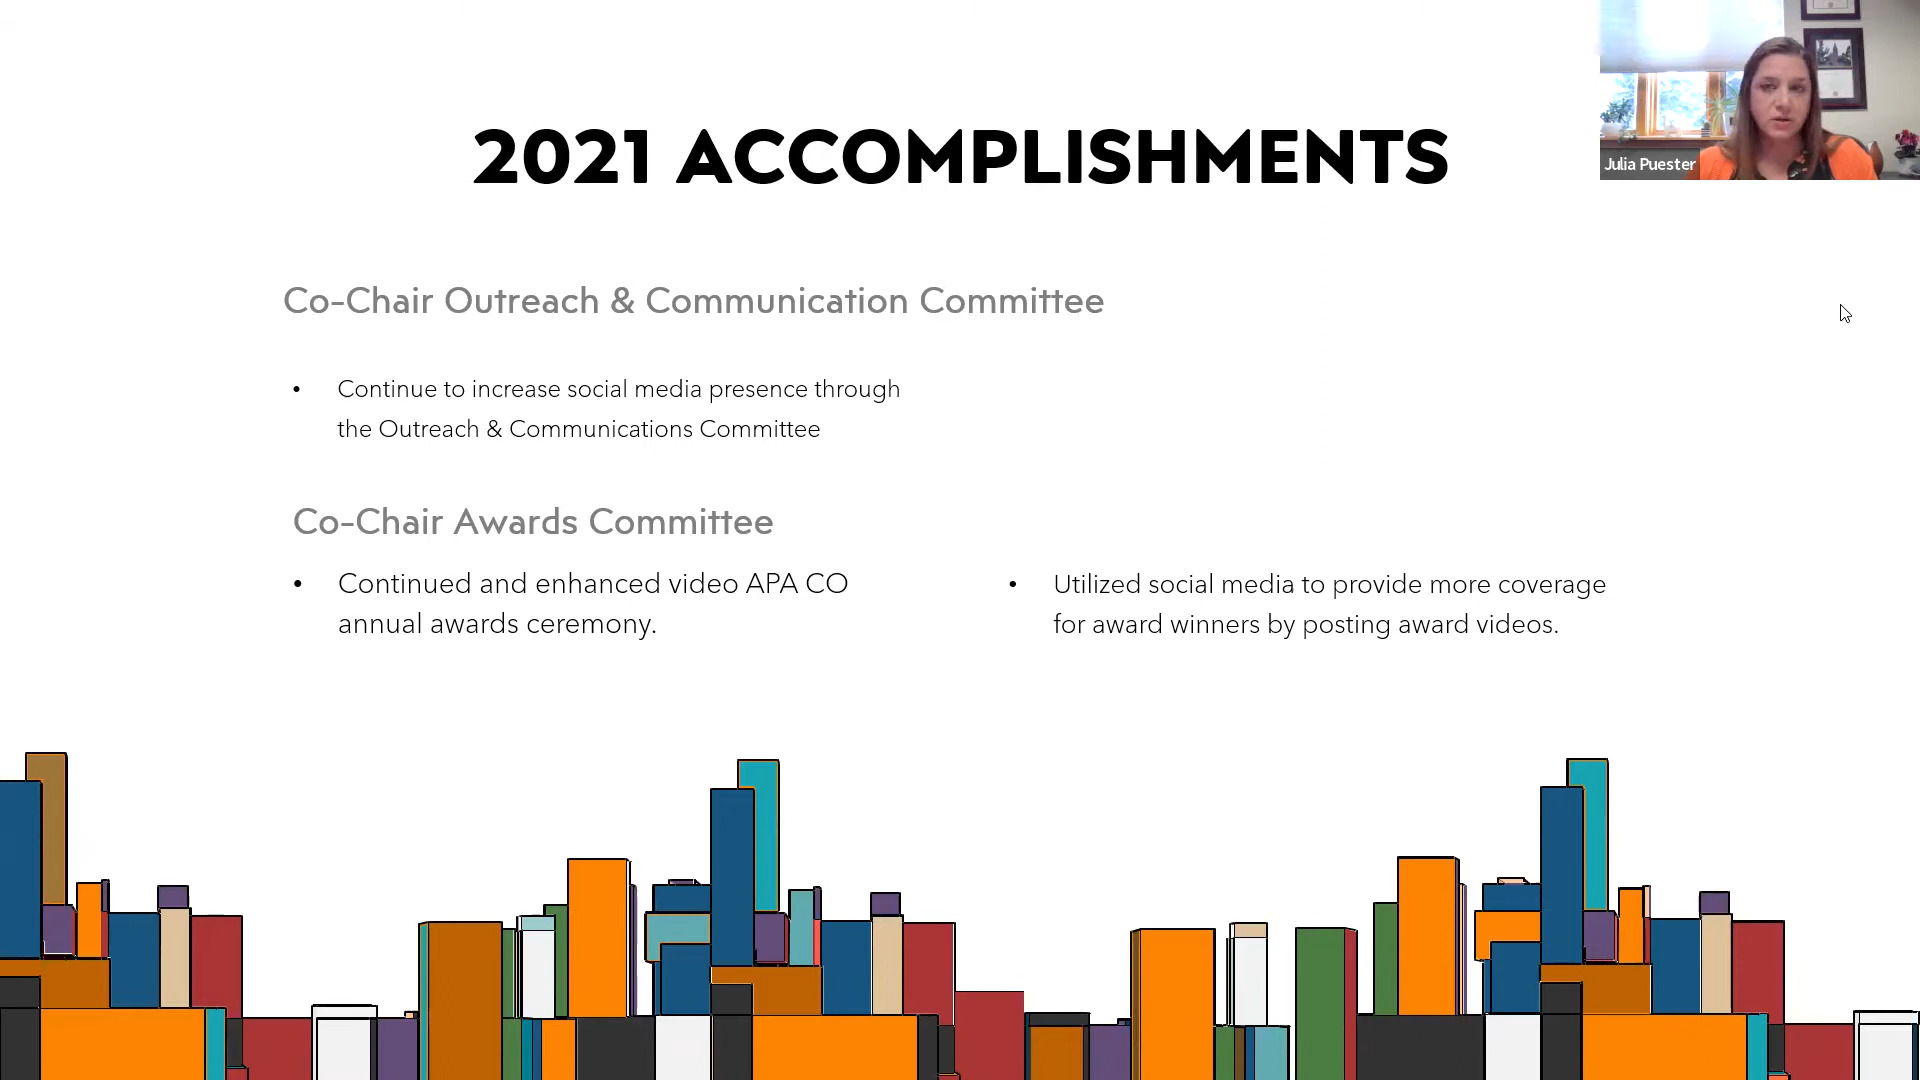 2021 ACCOMPLISHMENTS
Julia Puester
Co-Chair Outreach & Communication Committee
• Continue to increase social media presence through
the Outreach & Communications Committee
Co-Chair Awards Committee
• Continued and enhanced video APA CO
annual awards ceremony.
• Utilized social media to provide more coverage
for award winners by posting award videos.